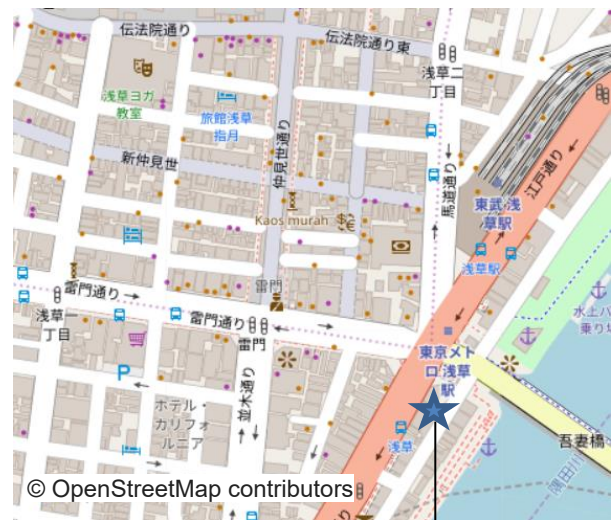 伝法院通り
伝法院通り東
浅草二
丁目
浅草ヨガ
教室
旅館浅草
指月
新仲見世
仲見世通り
馬道通り
江戸通り
東武 浅
草駅
Kaos murah
浅草駅
雷門
雷門通り
雷門通り
雷門
浅草一
丁目
水上バ
乗り場
東京メト
ロ 浅草
駅
並木通り
ホテル・
カリフォ
ルニア
浅草
吾妻橋
隅田川
© OpenStreetMap contributors